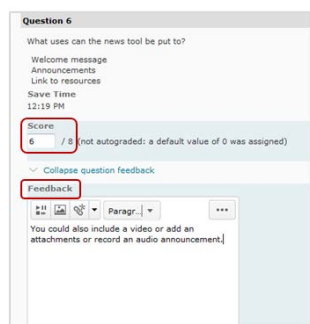 Question 6
What uses can the news tool be put to?
Welcome message
Announcements
Link to resources
Save Time
12:19 PM
Score
6 / 8 (not autograded: a default value of 0 was assigned)
Collapse question feedback
Feedback
Paragr...
You could also include a video or add an
attachments or record an audio announcement.